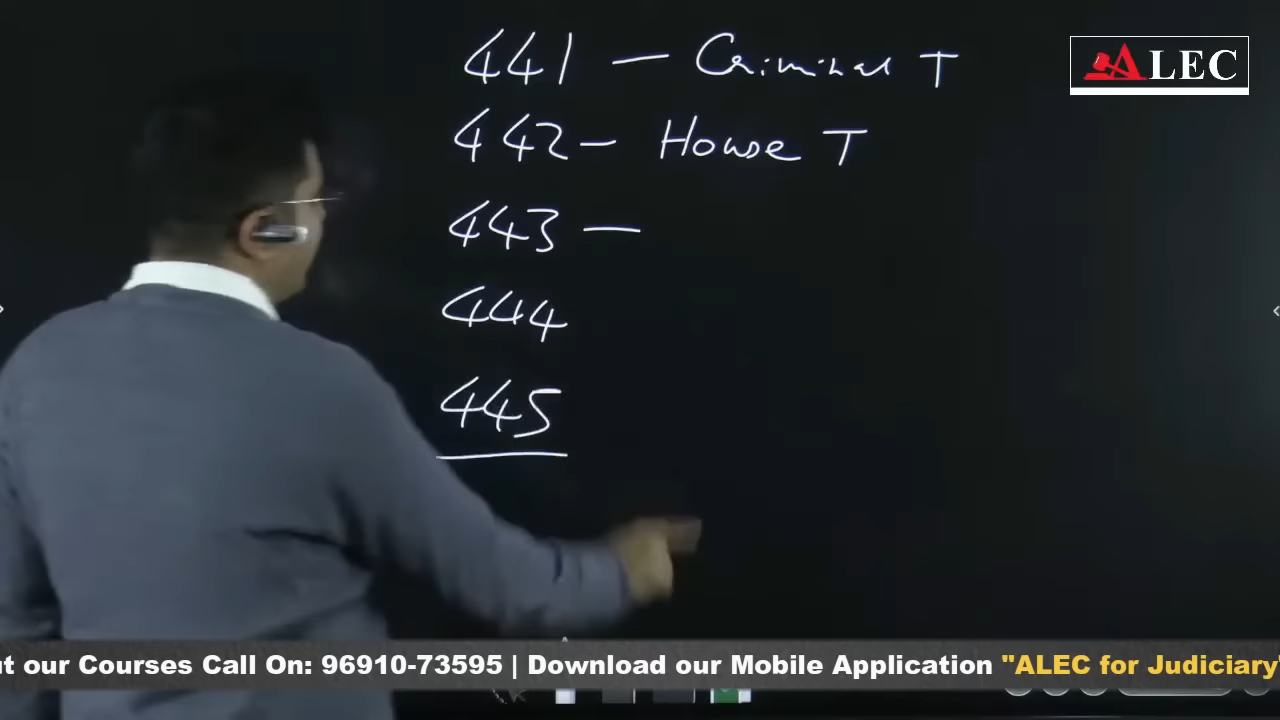 441 — Criminal T
ALEC
442 — House T
443 —
444
445
ut our Courses Call On: 96910-73595 | Download our Mobile Application "ALEC for Judiciary"